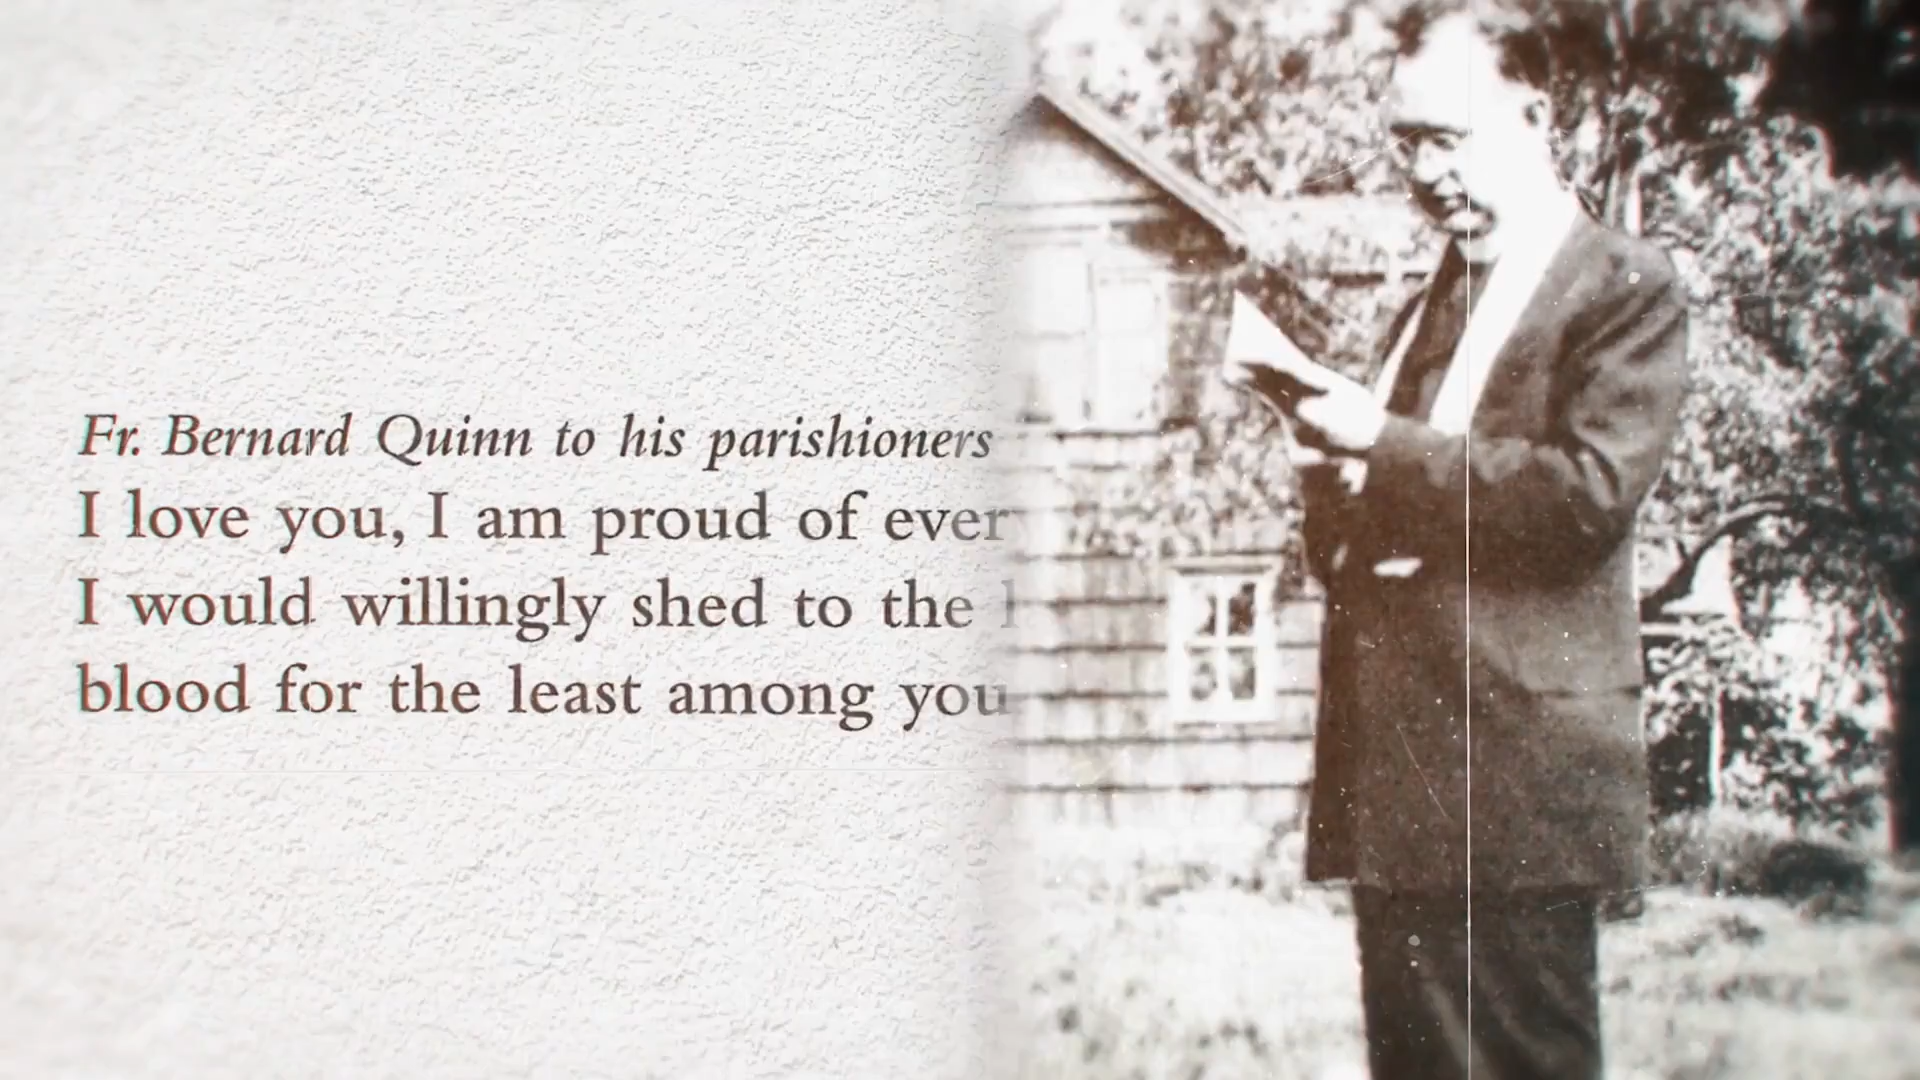 Fr. Bernard Quinn to his parishioners
I love you, I am proud of
I would willingly shed to the
blood for the least among you